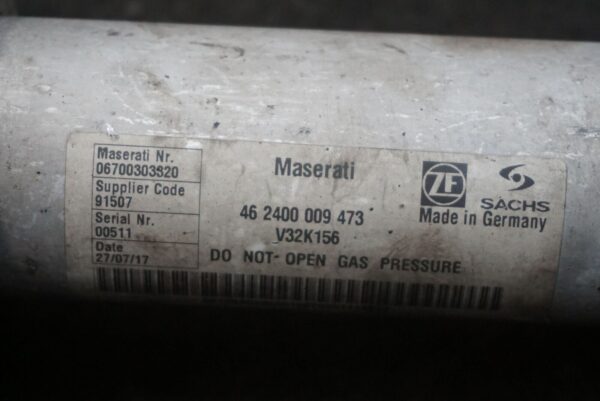 Maserati Nr.
06700303S20
Supplier Code
91507
Serial Nr.
00511
Date
27/07/17
Maserati
46 2400 009 473
V32K156
DO NOT-OPEN GAS PRESSURE
ZF
SACHS
Made in Germany